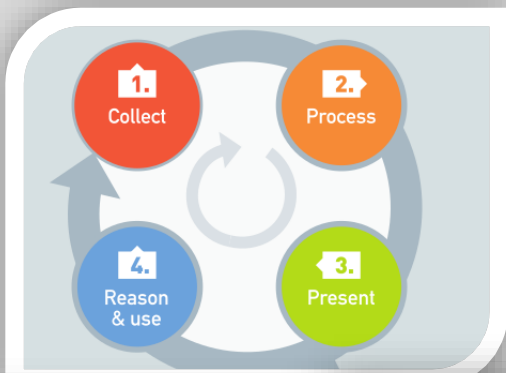 1.
Collect
2.
Process
3.
Present
4.
Reason
& use